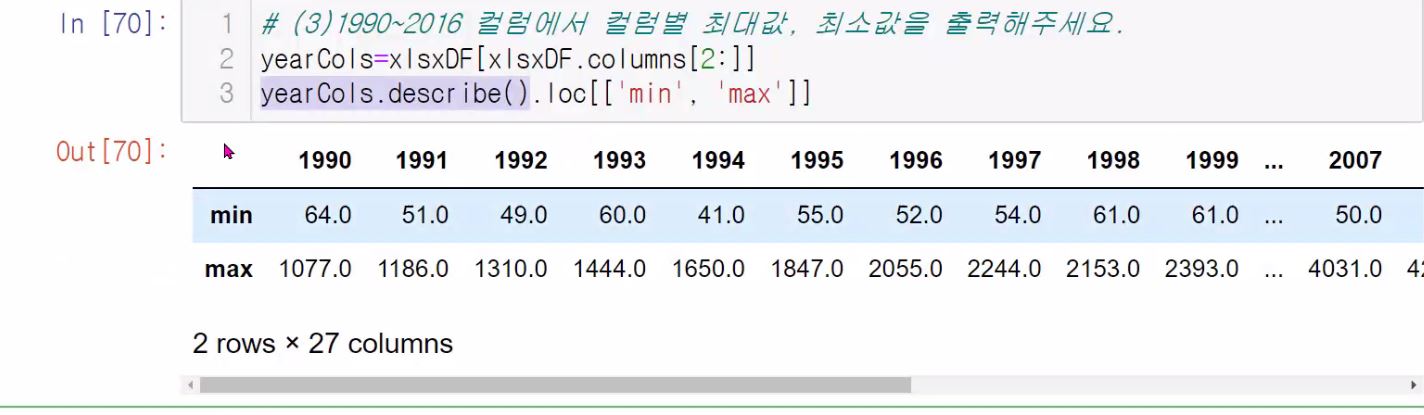 In [70]:
1 # (3)1990~2016 컬럼에서 컬럼별 최대값, 최소값을 출력해주세요.
2 yearCols=xlsxDF[xlsxDF.columns[2:]]
3 yearCols.describe().loc[['min', 'max']]
Out[70]:
1990 1991 1992 1993 1994 1995 1996 1997 1998 1999 ... 2007
min 64.0 51.0 49.0 60.0 41.0 55.0 52.0 54.0 61.0 61.0 ... 50.0
max 1077.0 1186.0 1310.0 1444.0 1650.0 1847.0 2055.0 2244.0 2153.0 2393.0 ... 4031.0
2 rows × 27 columns